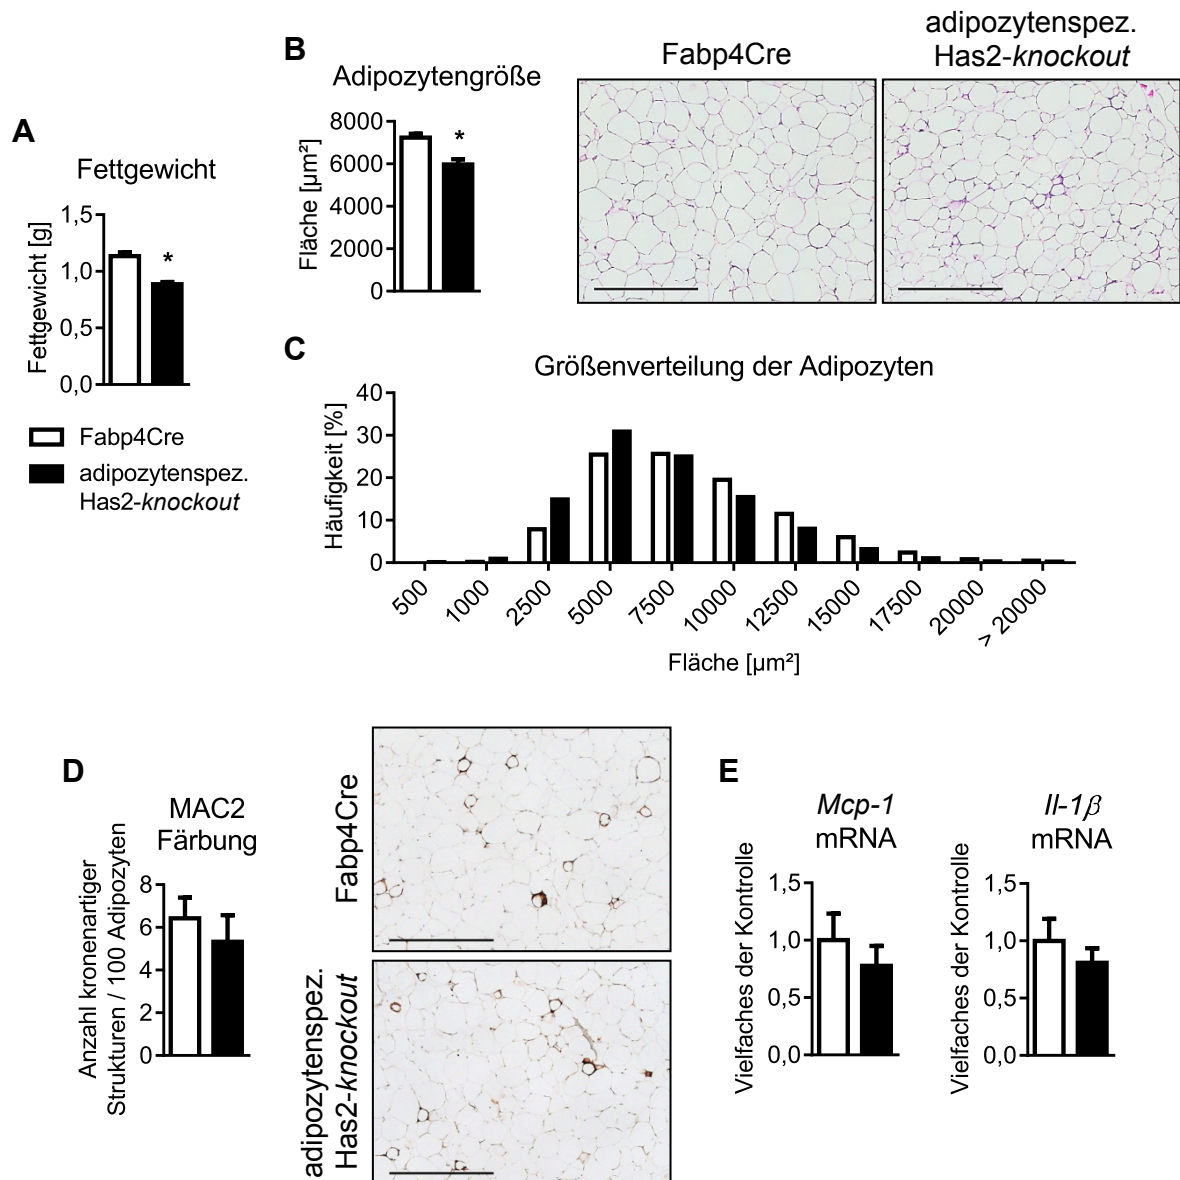 A
Fettgewicht
Fettgewicht [g]
1,5
1,0
0,5
0,0
*
Fabp4Cre
adipozytenspez.
Has2-knockout
B
Adipozytengröße
Fläche [µm²]
8000
6000
4000
2000
0
*
Fabp4Cre
adipozytenspez.
Has2-knockout
C
Größenverteilung der Adipozyten
Häufigkeit [%]
40
30
20
10
0
500
1000
2500
5000
7500
10000
12500
15000
17500
20000
> 20000
Fläche [µm²]
D
MAC2
Färbung
Anzahl kronenartiger
Strukturen / 100 Adipozyten
8
6
4
2
0
Fabp4Cre
adipozytenspez.
Has2-knockout
E
Mcp-1
mRNA
Vielfaches der Kontrolle
1,5
1,0
0,5
0,0
Il-1β
mRNA
Vielfaches der Kontrolle
1,5
1,0
0,5
0,0